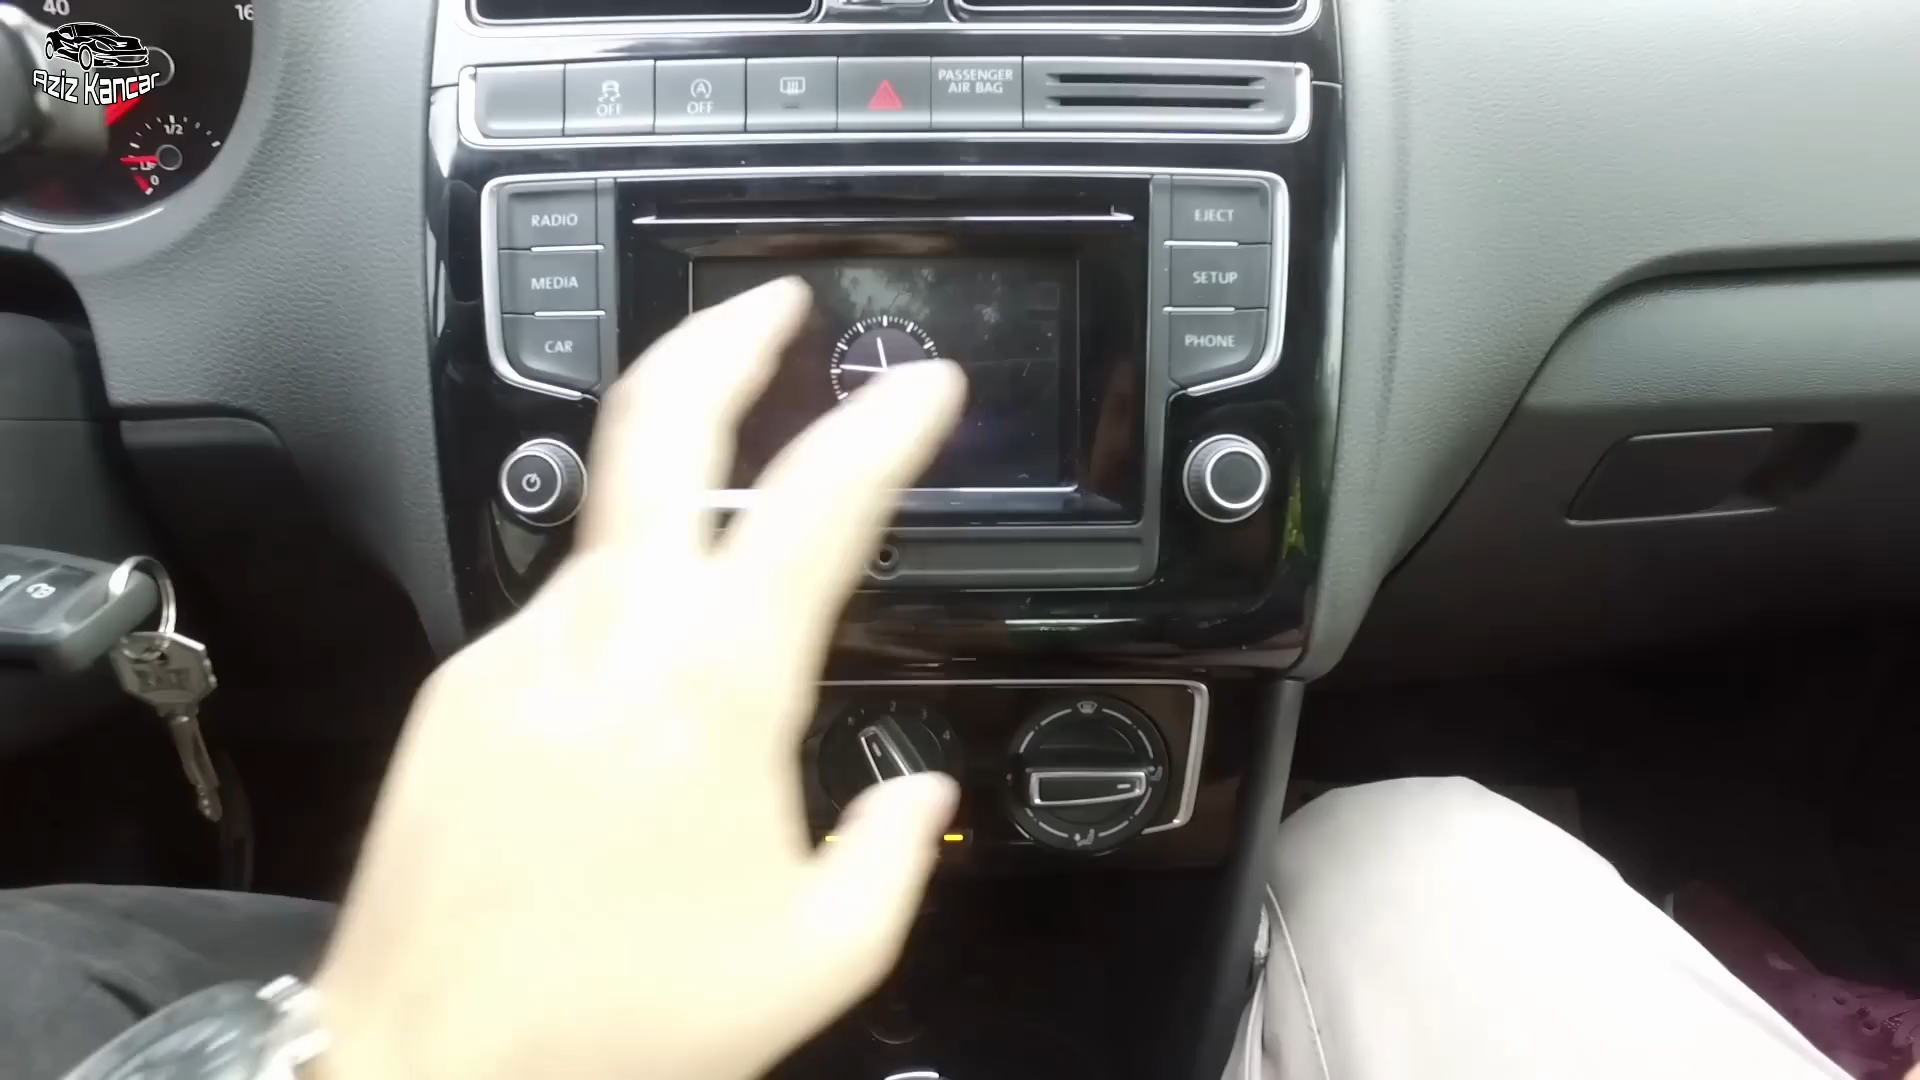 40
16
Aziz Kancar
1/2
0
OFF
OFF
PASSENGER
AIR BAG
RADIO
EJECT
MEDIA
SETUP
CAR
PHONE
1
2
3
4